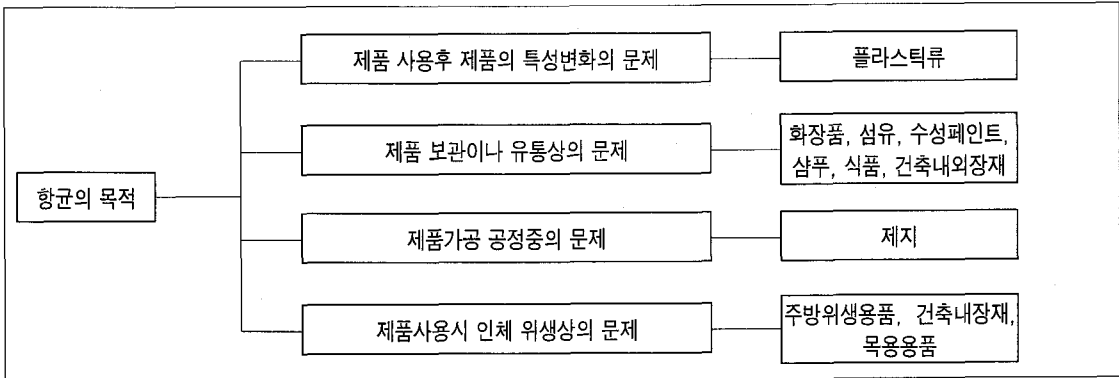 제품 사용후 제품의 특성변화의 문제
플라스틱류
제품 보관이나 유통상의 문제
화장품, 섬유, 수성페인트,
샴푸, 식품, 건축내외장재
항균의 목적
제품가공 공정중의 문제
제지
제품사용시 인체 위생상의 문제
주방위생용품, 건축내장재,
목용용품